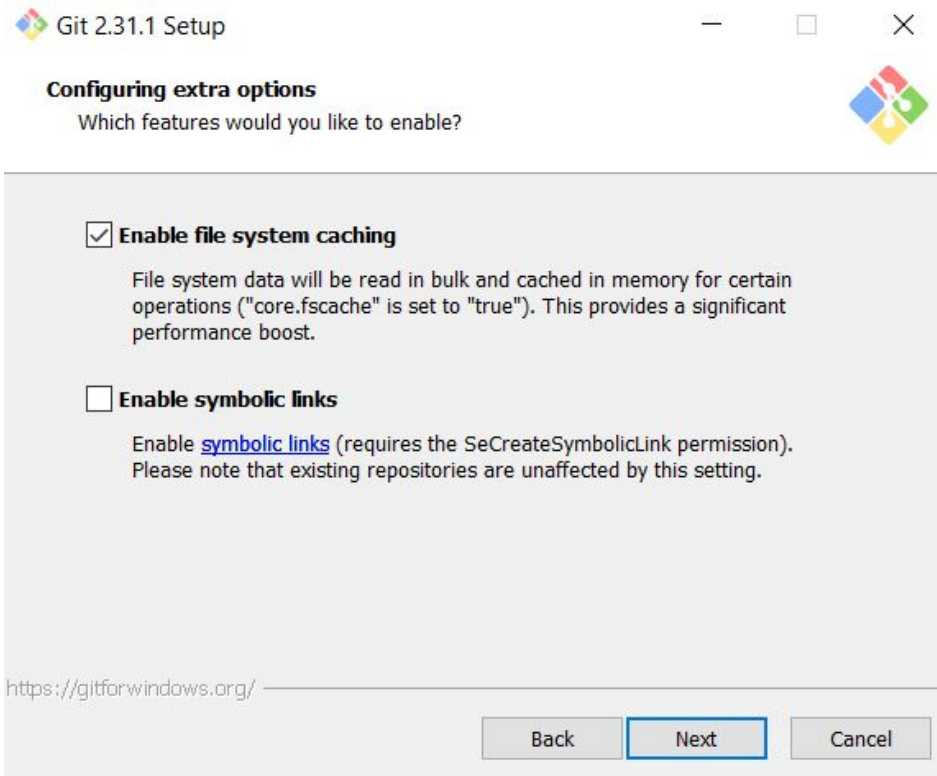 Git 2.31.1 Setup
Configuring extra options
Which features would you like to enable?
Enable file system caching
File system data will be read in bulk and cached in memory for certain
operations ("core.fscache" is set to "true"). This provides a significant
performance boost.
Enable symbolic links
Enable symbolic links (requires the SeCreateSymbolicLink permission).
Please note that existing repositories are unaffected by this setting.
https://gitforwindows.org/
Back Next Cancel